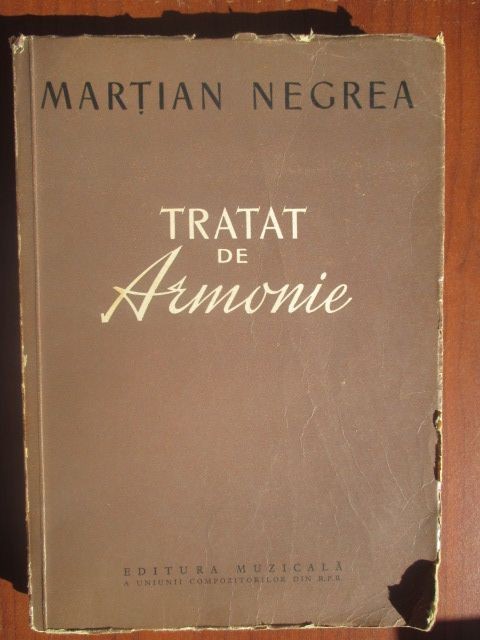 MARȚIAN NEGREA
TRATAT
DE
Armonie
EDITURA MUZICALĂ
A UNIUNII COMPOZITORILOR DIN R.P.R.